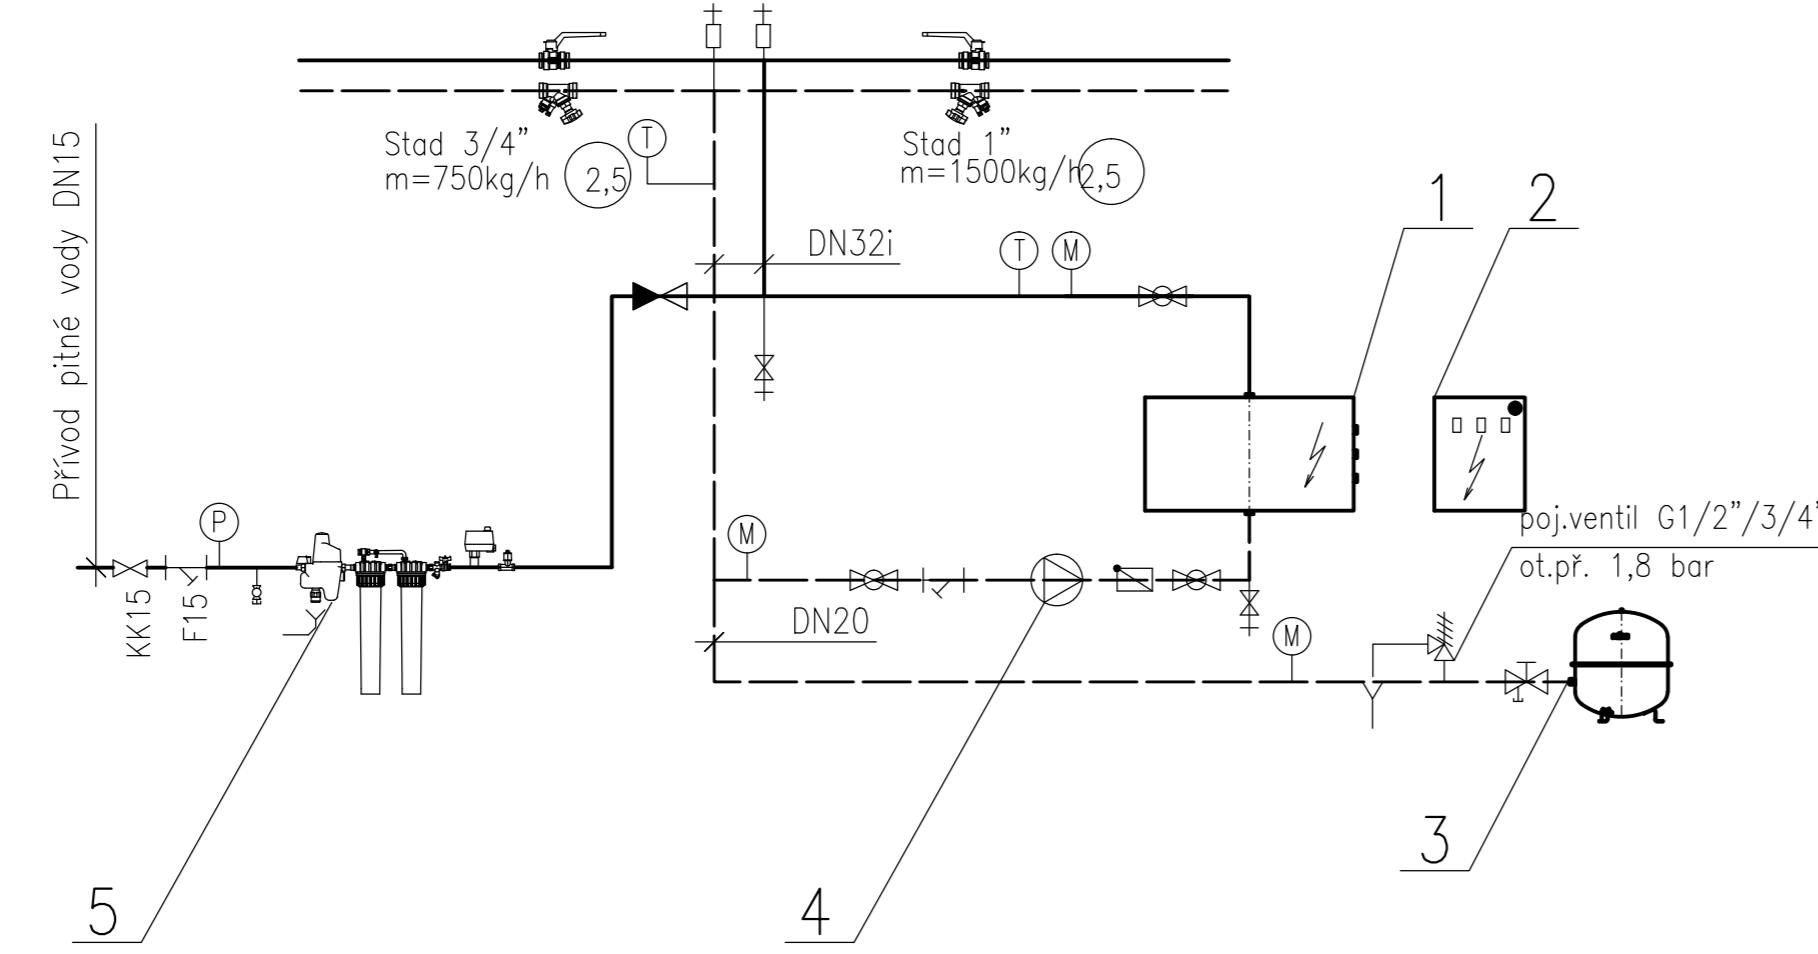 Stad 3/4"
m=750kg/h
2,5
T
Stad 1"
m=1500kg/h
2,5
1
2
DN32i
T
M
Přívod pitné vody DN15
P
M
KK15
F15
DN20
poj.ventil G1/2"/3/4"
ot.př. 1,8 bar
M
3
5
4